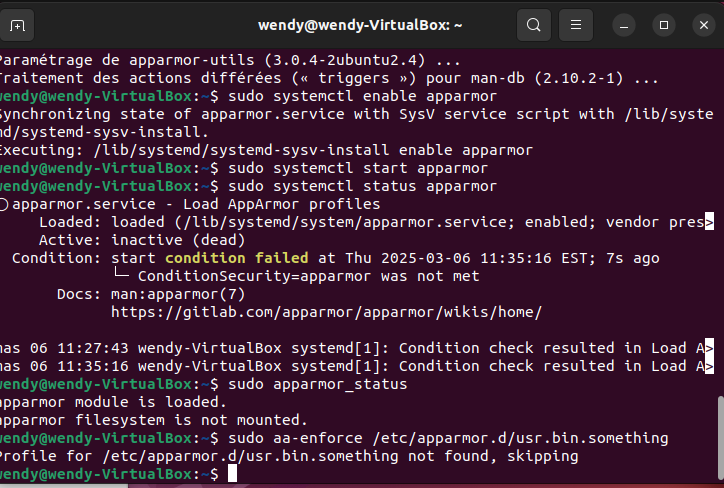 wendy@wendy-VirtualBox: ~
Paramétrage de apparmor-utils (3.0.4-2ubuntu2.4) ...
Traitement des actions différées (« triggers ») pour man-db (2.10.2-1) ...
wendy@wendy-VirtualBox:~$ sudo systemctl enable apparmor
Synchronizing state of apparmor.service with SysV service script with /lib/syste
md/systemd-sysv-install.
Executing: /lib/systemd/systemd-sysv-install enable apparmor
wendy@wendy-VirtualBox:~$ sudo systemctl start apparmor
wendy@wendy-VirtualBox:~$ sudo systemctl status apparmor
○ apparmor.service - Load AppArmor profiles
Loaded: loaded (/lib/systemd/system/apparmor.service; enabled; vendor pres>
Active: inactive (dead)
Condition: start condition failed at Thu 2025-03-06 11:35:16 EST; 7s ago
└─ ConditionSecurity=apparmor was not met
Docs: man:apparmor(7)
https://gitlab.com/apparmor/apparmor/wikis/home/
mas 06 11:27:43 wendy-VirtualBox systemd[1]: Condition check resulted in Load A>
mas 06 11:35:16 wendy-VirtualBox systemd[1]: Condition check resulted in Load A>
wendy@wendy-VirtualBox:~$ sudo apparmor_status
apparmor module is loaded.
apparmor filesystem is not mounted.
wendy@wendy-VirtualBox:~$ sudo aa-enforce /etc/apparmor.d/usr.bin.something
Profile for /etc/apparmor.d/usr.bin.something not found, skipping
wendy@wendy-VirtualBox:~$